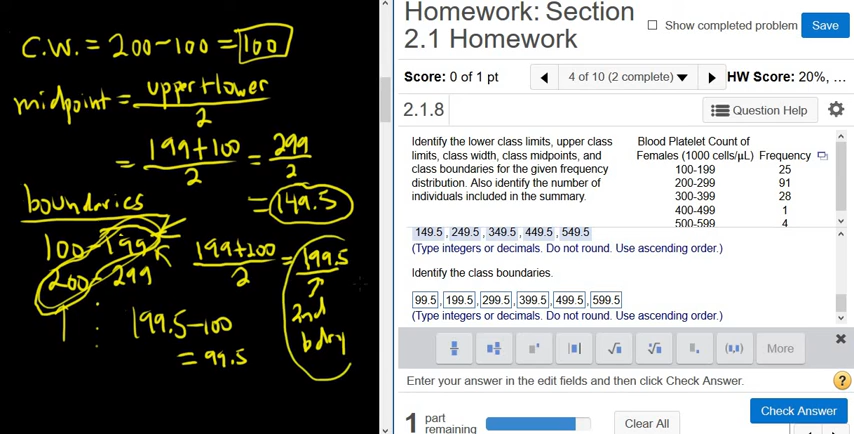 C.W. = 200-100 = 100
midpoint = upper+lower
2
= 199+100 = 299
2 2
= 149.5
boundaries
100-199
200-299
199+200 = 199.5
2
2nd
bdry
199.5-100
= 99.5
Homework: Section
2.1 Homework
Show completed problem
Save
Score: 0 of 1 pt
4 of 10 (2 complete)
HW Score: 20%, ...
2.1.8
Question Help
Identify the lower class limits, upper class
limits, class width, class midpoints, and
class boundaries for the given frequency
distribution. Also identify the number of
individuals included in the summary.
Blood Platelet Count of
Females (1000 cells/μL) Frequency
100-199 25
200-299 91
300-399 28
400-499 1
500-599 4
149.5, 249.5, 349.5, 449.5, 549.5
(Type integers or decimals. Do not round. Use ascending order.)
Identify the class boundaries.
99.5, 199.5, 299.5, 399.5, 499.5, 599.5
(Type integers or decimals. Do not round. Use ascending order.)
More
Enter your answer in the edit fields and then click Check Answer.
1 part
remaining
Clear All
Check Answer